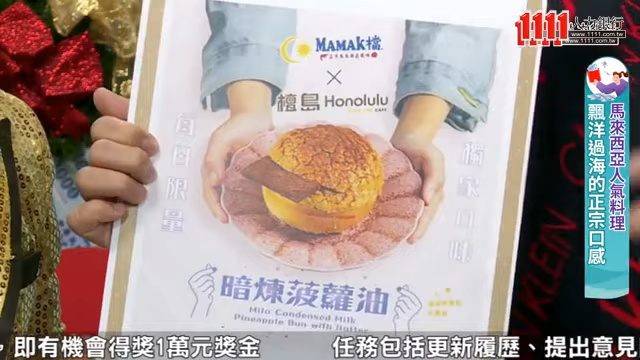 1111人力銀行
www.1111.com.tw
MAMAK檔
檀島 Honolulu
每日限量
獨家口味
暗煉菠蘿油
Milo Condensed Milk
Pineapple Bun with Butter
馬來西亞人氣料理
飄洋過海的正宗口感
KLEIN
，即有機會得獎1萬元獎金 任務包括更新履歷、提出意見